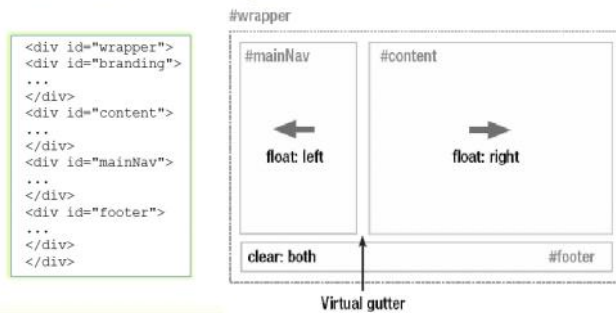 <div id="wrapper">
<div id="branding">
...
</div>
<div id="content">
...
</div>
<div id="mainNav">
...
</div>
<div id="footer">
...
</div>
</div>
#wrapper
#mainNav
#content
float: left
float: right
clear: both
#footer
Virtual gutter